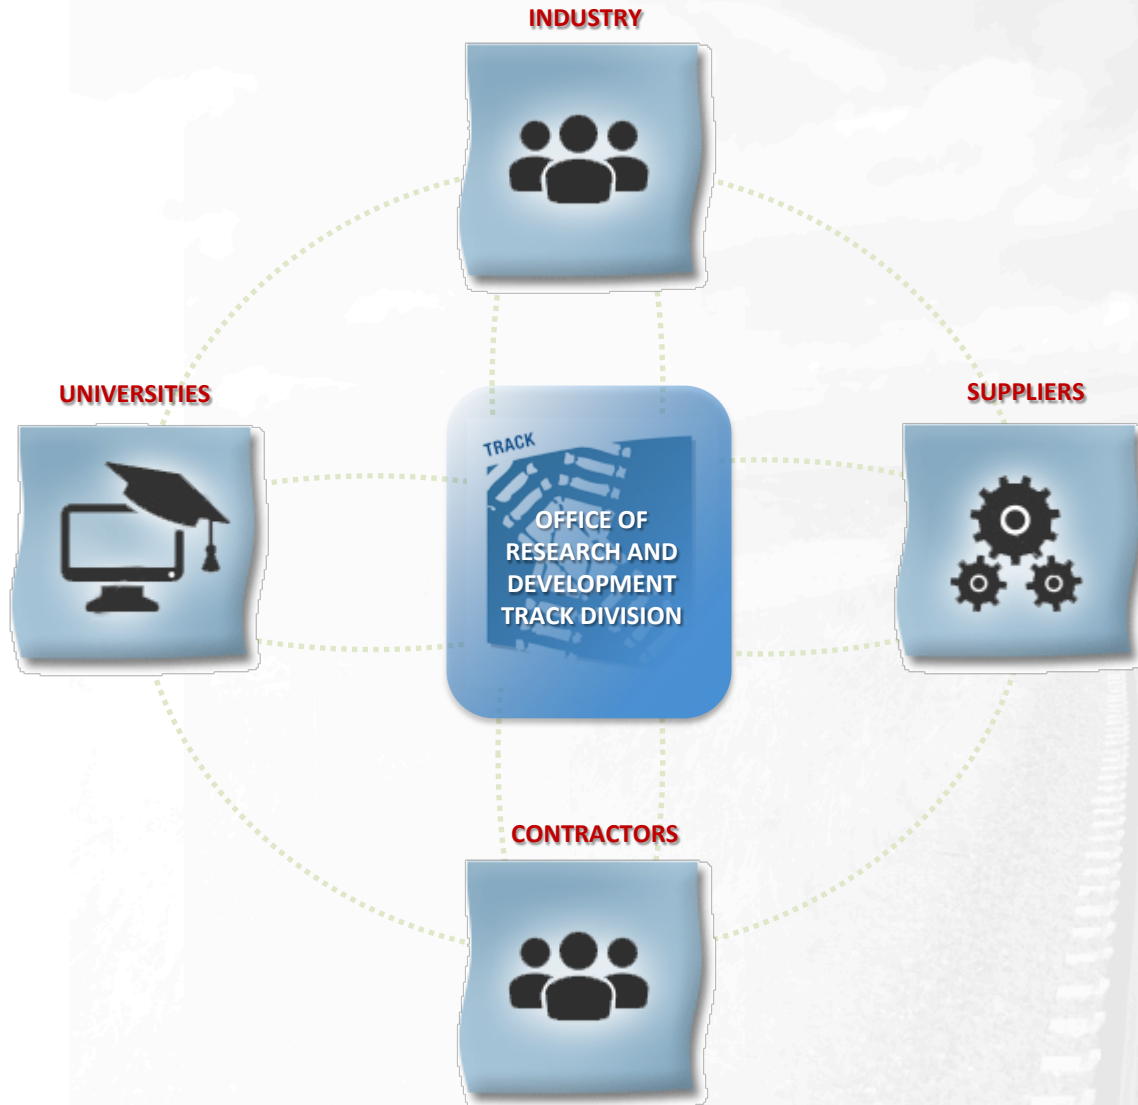 INDUSTRY
UNIVERSITIES
SUPPLIERS
TRACK
OFFICE OF
RESEARCH AND
DEVELOPMENT
TRACK DIVISION
CONTRACTORS